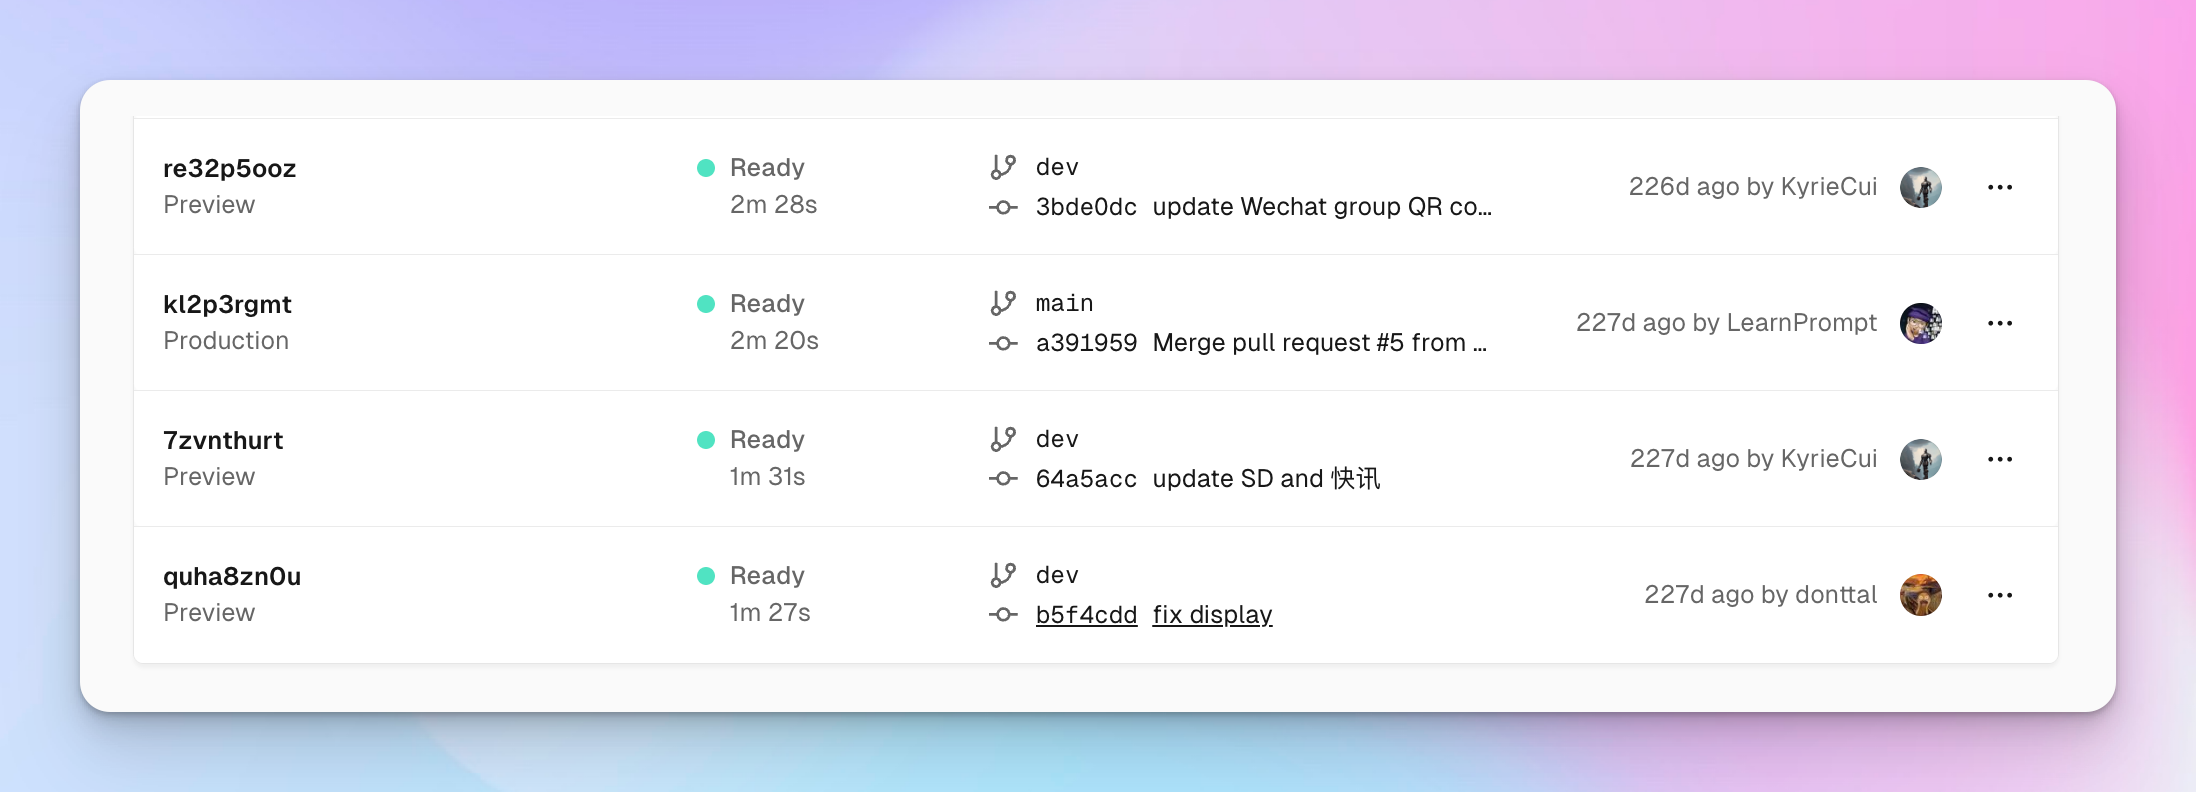 re32p5ooz
Preview
Ready
2m 28s
dev
3bde0dc update Wechat group QR co...
226d ago by KyrieCui
kl2p3rgmt
Production
Ready
2m 20s
main
a391959 Merge pull request #5 from ...
227d ago by LearnPrompt
7zvnthurt
Preview
Ready
1m 31s
dev
64a5acc update SD and 快讯
227d ago by KyrieCui
quha8zn0u
Preview
Ready
1m 27s
dev
b5f4cdd fix display
227d ago by donttal